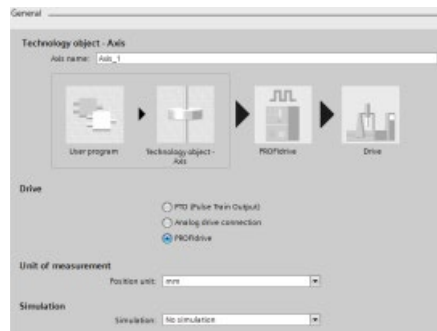 General
Technology object - Axis
Axis name: Axis_1
User program
Technology object -
Axis
PROFIdrive
Drive
Drive
PTO (Pulse Train Output)
Analog drive connection
PROFIdrive
Unit of measurement
Position unit: mm
Simulation
Simulation: No simulation